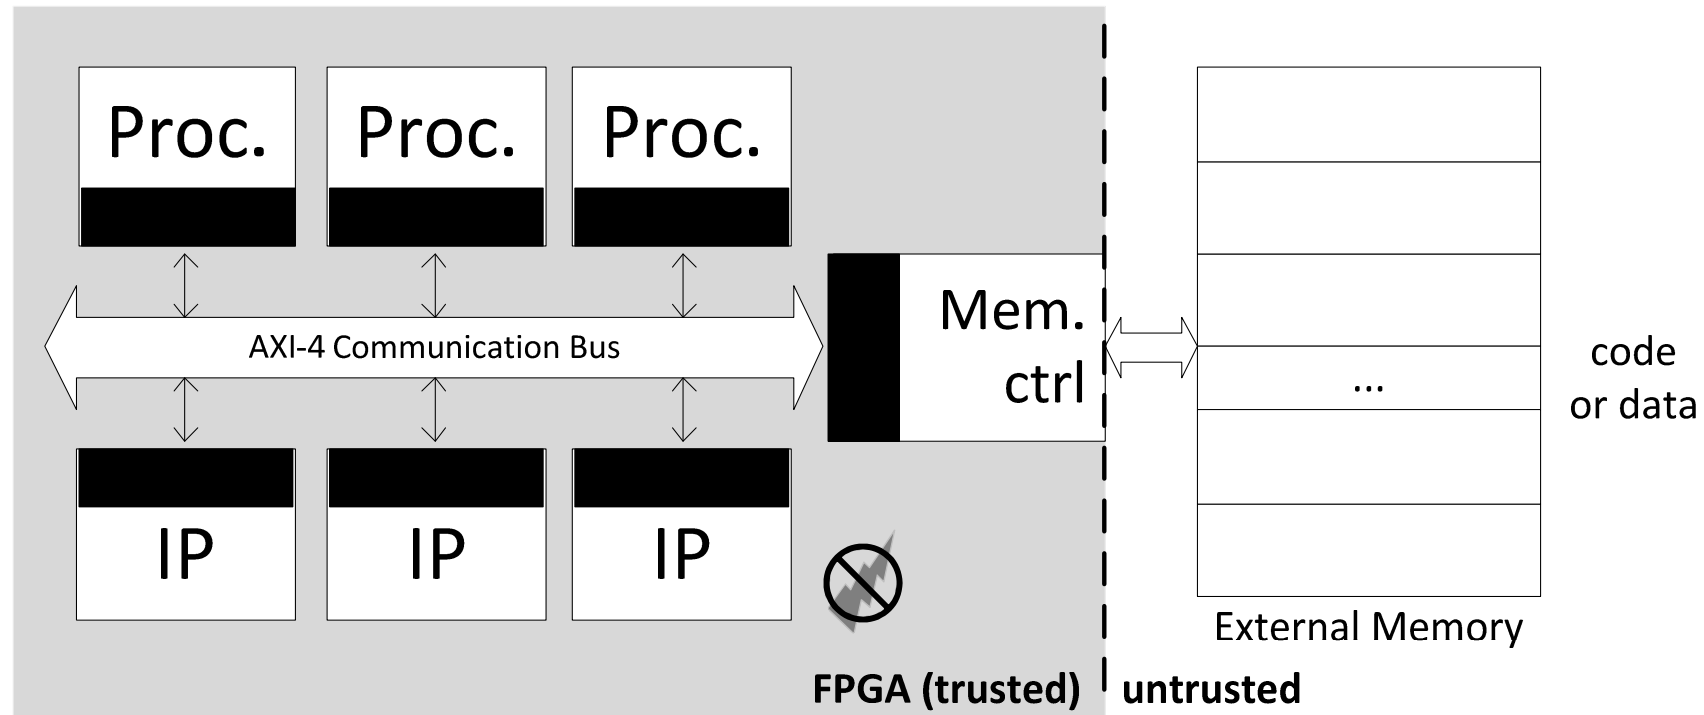 Proc.
Proc.
Proc.
AXI-4 Communication Bus
Mem.
ctrl
...
code
or data
IP
IP
IP
External Memory
FPGA (trusted)
untrusted